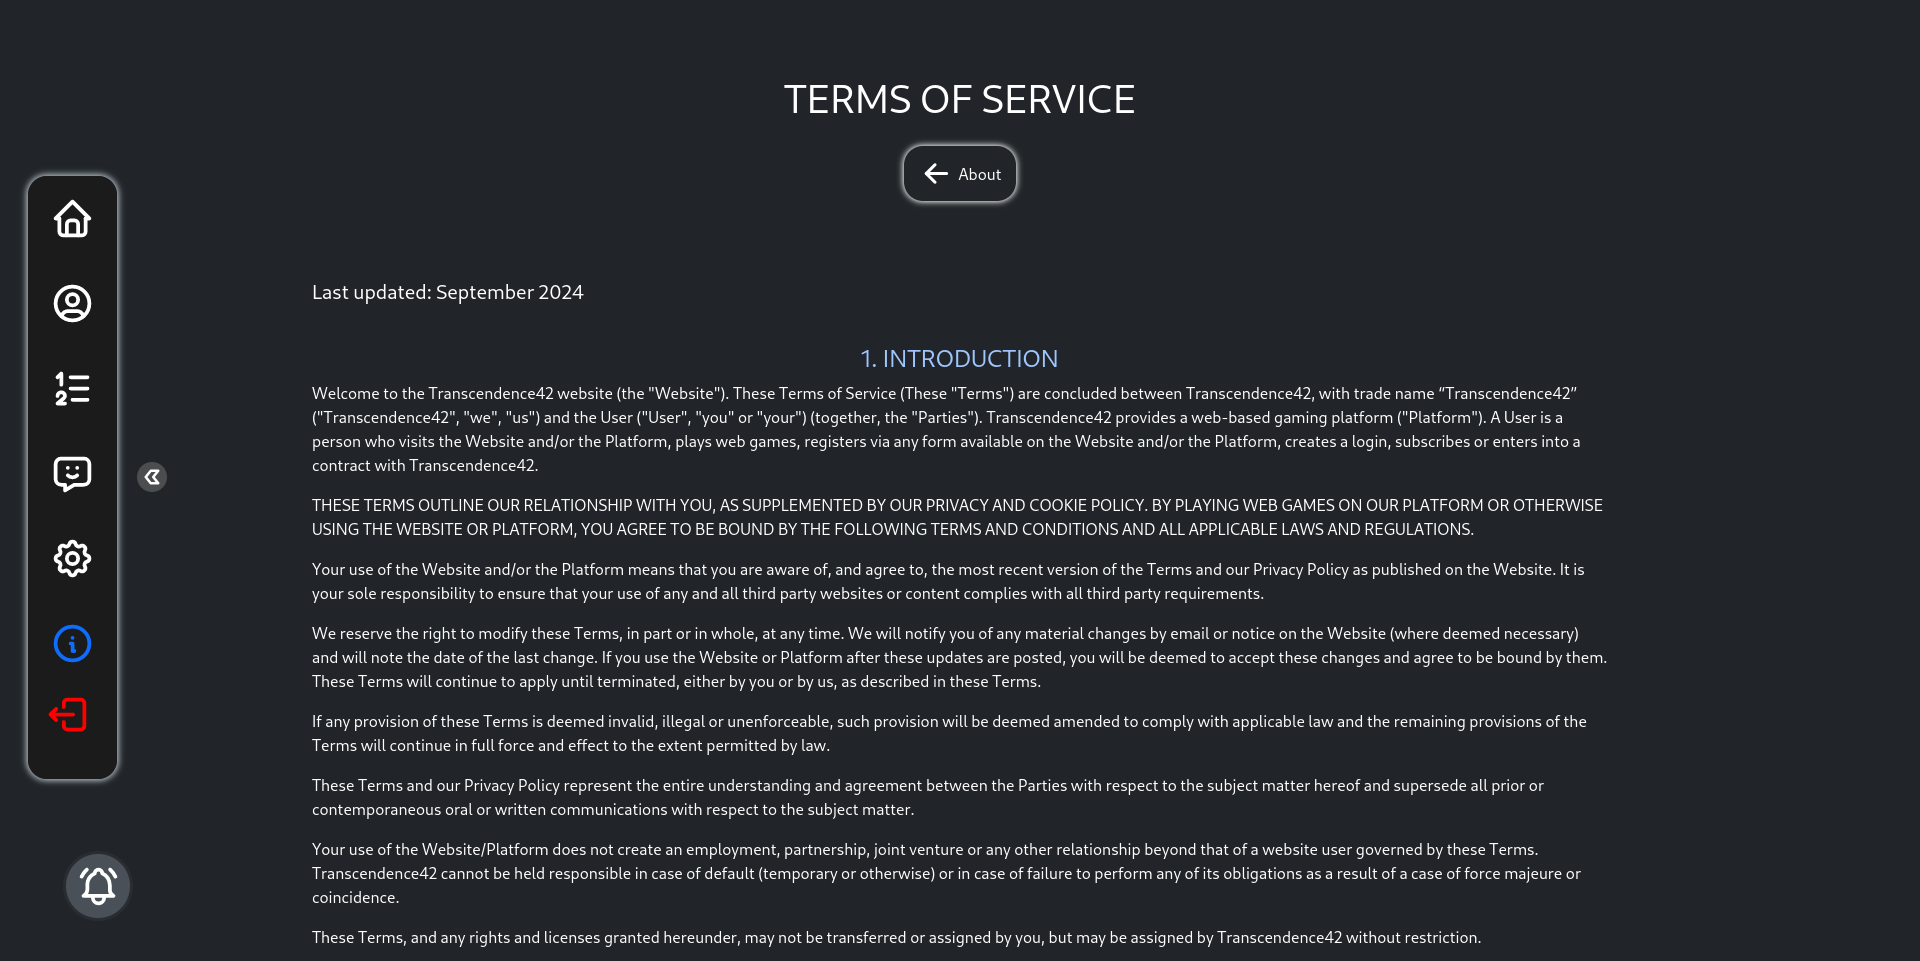 TERMS OF SERVICE
About
Last updated: September 2024
1. INTRODUCTION
Welcome to the Transcendence42 website (the "Website"). These Terms of Service (These "Terms") are concluded between Transcendence42, with trade name “Transcendence42”
("Transcendence42", "we", "us") and the User ("User", "you" or "your") (together, the "Parties"). Transcendence42 provides a web-based gaming platform ("Platform"). A User is a
person who visits the Website and/or the Platform, plays web games, registers via any form available on the Website and/or the Platform, creates a login, subscribes or enters into a
contract with Transcendence42.
THESE TERMS OUTLINE OUR RELATIONSHIP WITH YOU, AS SUPPLEMENTED BY OUR PRIVACY AND COOKIE POLICY. BY PLAYING WEB GAMES ON OUR PLATFORM OR OTHERWISE
USING THE WEBSITE OR PLATFORM, YOU AGREE TO BE BOUND BY THE FOLLOWING TERMS AND CONDITIONS AND ALL APPLICABLE LAWS AND REGULATIONS.
Your use of the Website and/or the Platform means that you are aware of, and agree to, the most recent version of the Terms and our Privacy Policy as published on the Website. It is
your sole responsibility to ensure that your use of any and all third party websites or content complies with all third party requirements.
We reserve the right to modify these Terms, in part or in whole, at any time. We will notify you of any material changes by email or notice on the Website (where deemed necessary)
and will note the date of the last change. If you use the Website or Platform after these updates are posted, you will be deemed to accept these changes and agree to be bound by them.
These Terms will continue to apply until terminated, either by you or by us, as described in these Terms.
If any provision of these Terms is deemed invalid, illegal or unenforceable, such provision will be deemed amended to comply with applicable law and the remaining provisions of the
Terms will continue in full force and effect to the extent permitted by law.
These Terms and our Privacy Policy represent the entire understanding and agreement between the Parties with respect to the subject matter hereof and supersede all prior or
contemporaneous oral or written communications with respect to the subject matter.
Your use of the Website/Platform does not create an employment, partnership, joint venture or any other relationship beyond that of a website user governed by these Terms.
Transcendence42 cannot be held responsible in case of default (temporary or otherwise) or in case of failure to perform any of its obligations as a result of a case of force majeure or
coincidence.
These Terms, and any rights and licenses granted hereunder, may not be transferred or assigned by you, but may be assigned by Transcendence42 without restriction.